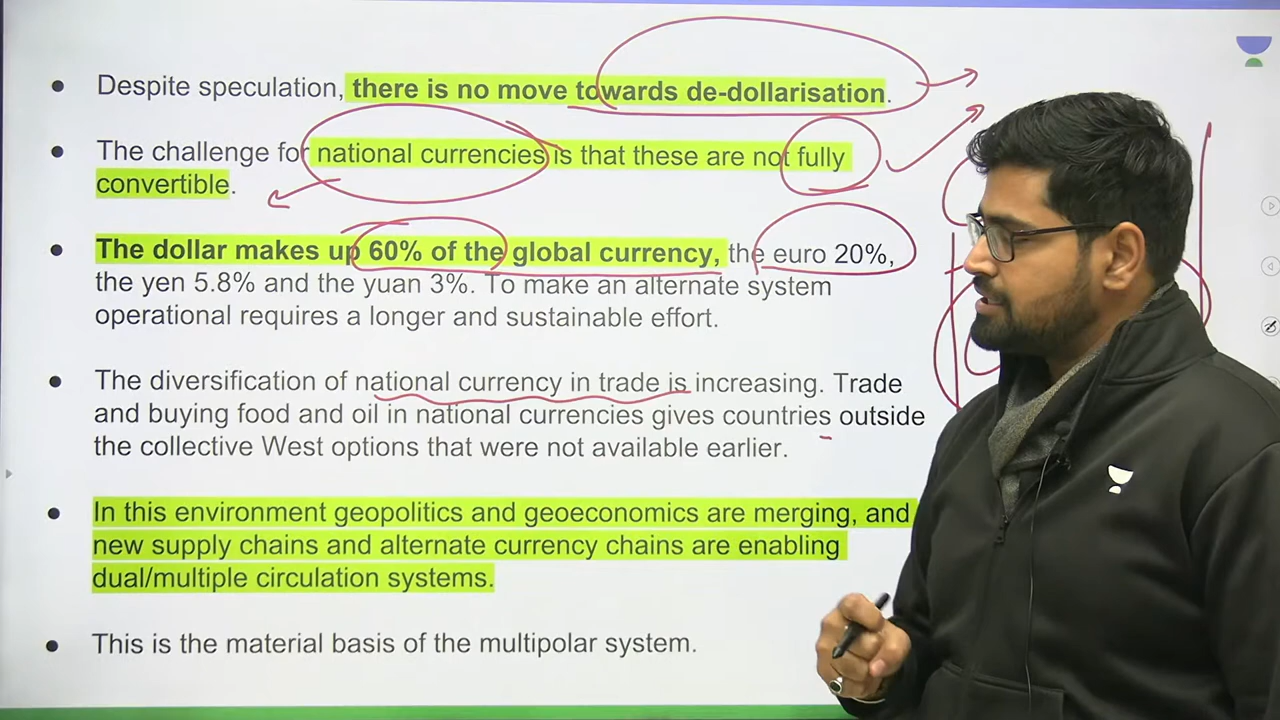 Despite speculation, there is no move towards de-dollarisation.
The challenge for national currencies is that these are not fully
convertible.
The dollar makes up 60% of the global currency, the euro 20%,
the yen 5.8% and the yuan 3%. To make an alternate system
operational requires a longer and sustainable effort.
The diversification of national currency in trade is increasing. Trade
and buying food and oil in national currencies gives countries outside
the collective West options that were not available earlier.
In this environment geopolitics and geoeconomics are merging, and
new supply chains and alternate currency chains are enabling
dual/multiple circulation systems.
This is the material basis of the multipolar system.